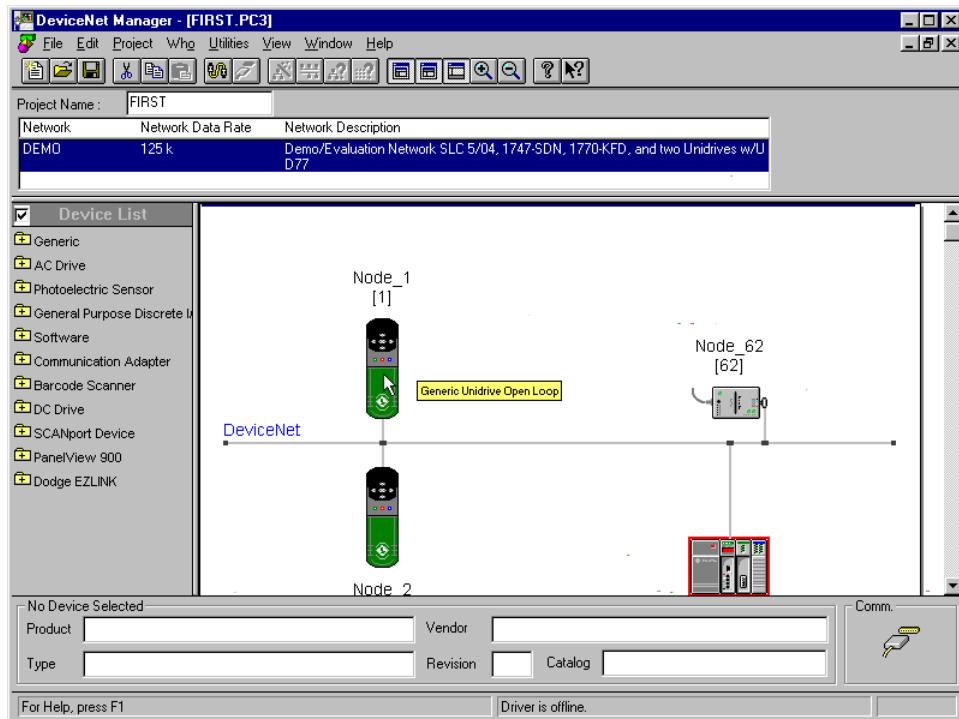 DeviceNet Manager - [FIRST.PC3]
File Edit Project Who Utilities View Window Help
Project Name : FIRST
Network Network Data Rate Network Description
DEMO 125 k Demo/Evaluation Network SLC 5/04, 1747-SDN, 1770-KFD, and two Unidrives w/U
D77
Device List
Generic
AC Drive
Photoelectric Sensor
General Purpose Discrete I/
Software
Communication Adapter
Barcode Scanner
DC Drive
SCANport Device
PanelView 900
Dodge EZLINK
Node_1
[1]
Generic Unidrive Open Loop
Node_62
[62]
DeviceNet
Node_2
No Device Selected
Product
Vendor
Type
Revision
Catalog
Comm.
For Help, press F1
Driver is offline.